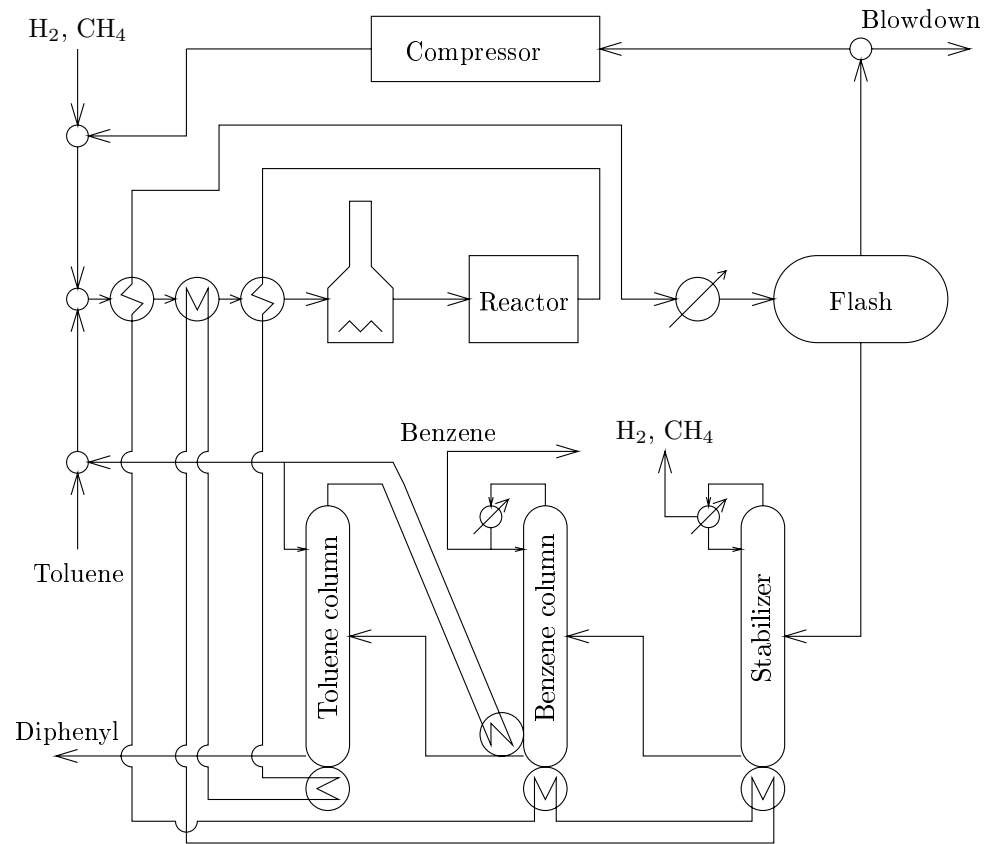 Blowdown
H₂, CH₄
Compressor
Reactor
Flash
Benzene
H₂, CH₄
Toluene
Toluene column
Benzene column
Stabilizer
Diphenyl